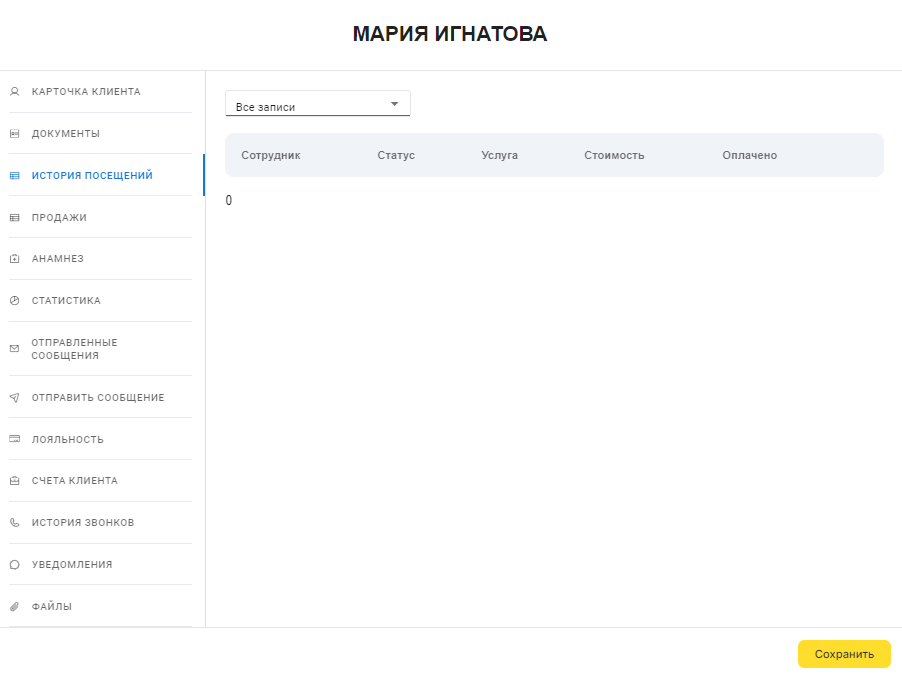 МАРИЯ ИГНАТОВА
КАРТОЧКА КЛИЕНТА
ДОКУМЕНТЫ
ИСТОРИЯ ПОСЕЩЕНИЙ
ПРОДАЖИ
АНАМНЕЗ
СТАТИСТИКА
ОТПРАВЛЕННЫЕ
СООБЩЕНИЯ
ОТПРАВИТЬ СООБЩЕНИЕ
ЛОЯЛЬНОСТЬ
СЧЕТА КЛИЕНТА
ИСТОРИЯ ЗВОНКОВ
УВЕДОМЛЕНИЯ
ФАЙЛЫ
Все записи
Сотрудник Статус Услуга Стоимость Оплачено
0
Сохранить